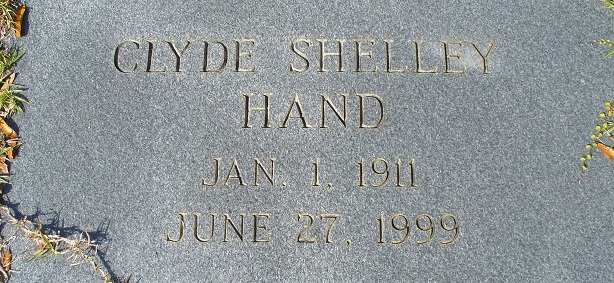 CLYDE SHELLEY
HAND
JAN. 1, 1911
JUNE 27, 1999